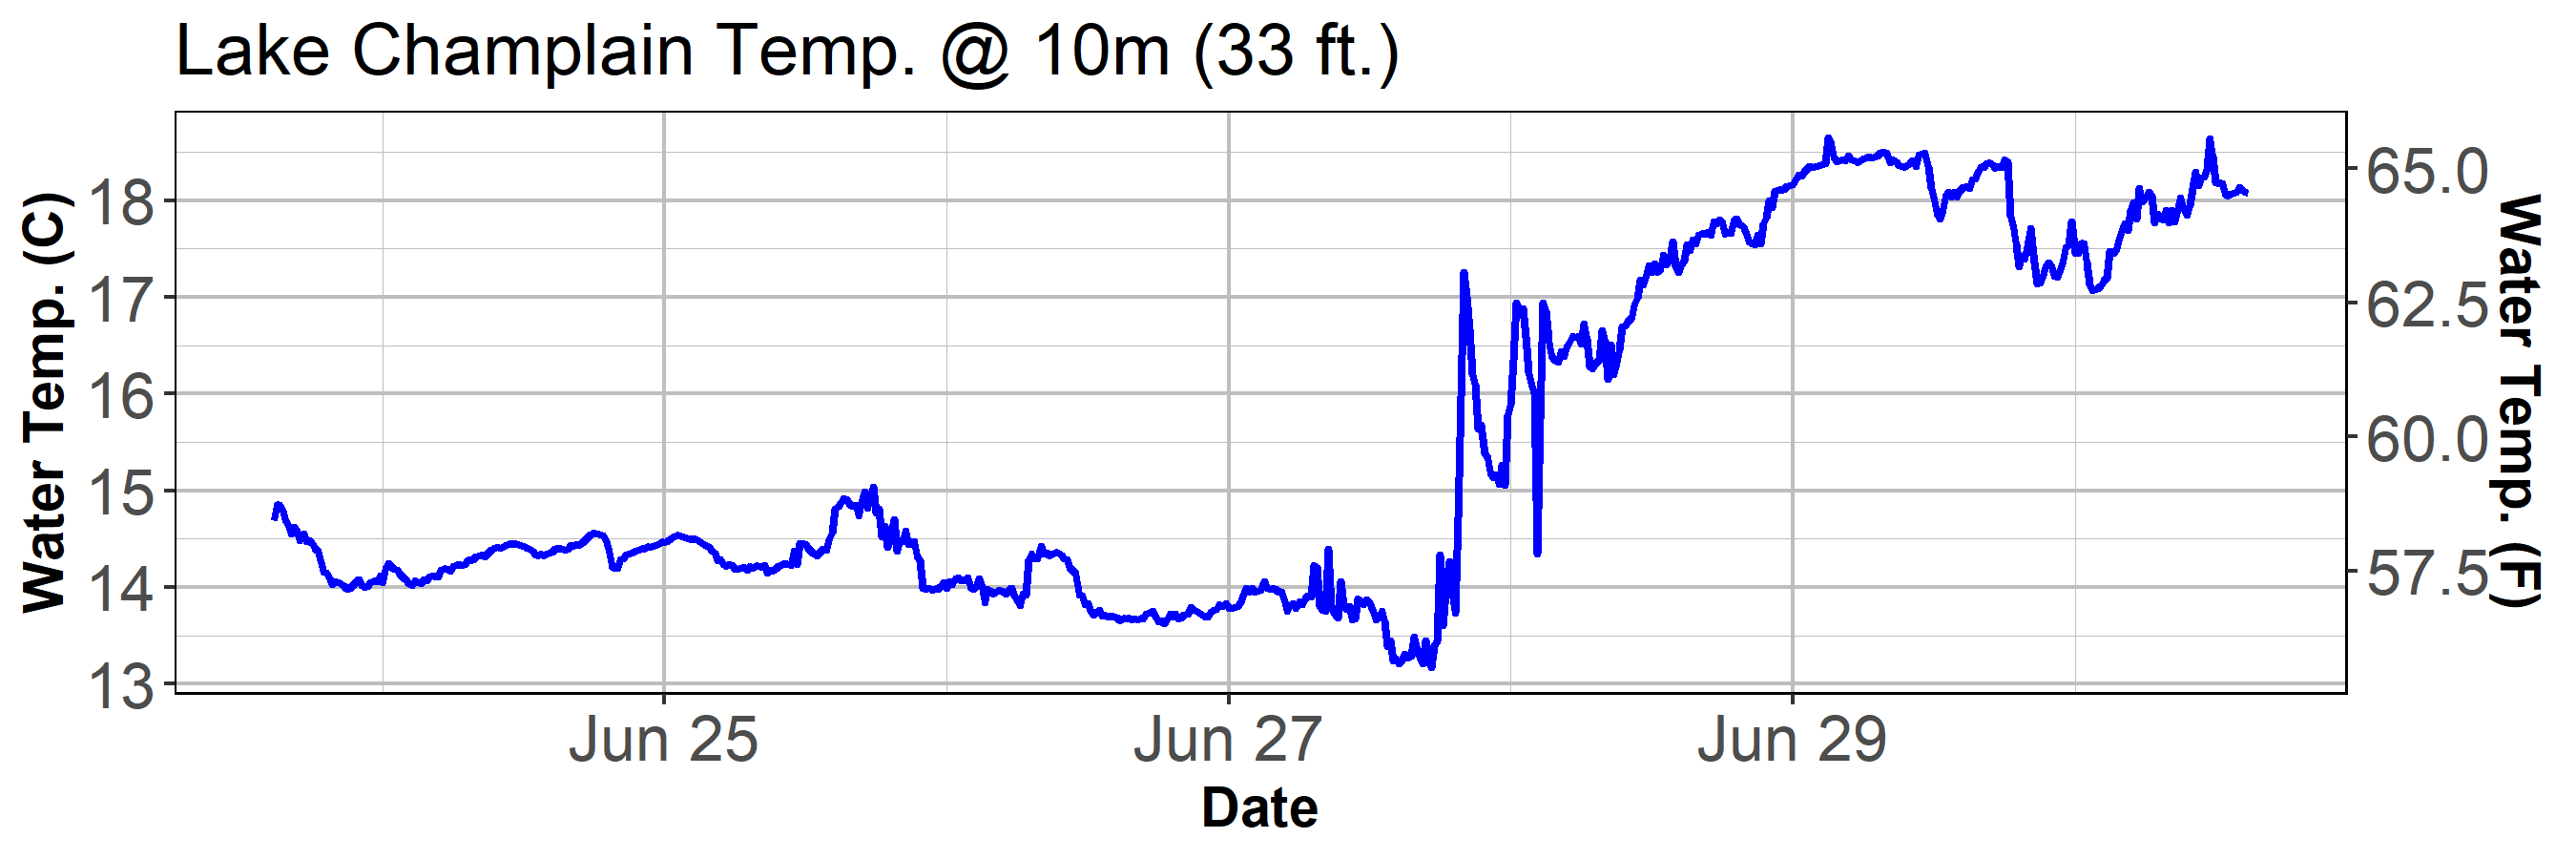 Lake Champlain Temp. @ 10m (33 ft.)
Water Temp. (C)
18
17
16
15
14
13
65.0
62.5
60.0
57.5
Water Temp. (F)
Jun 25
Jun 27
Jun 29
Date